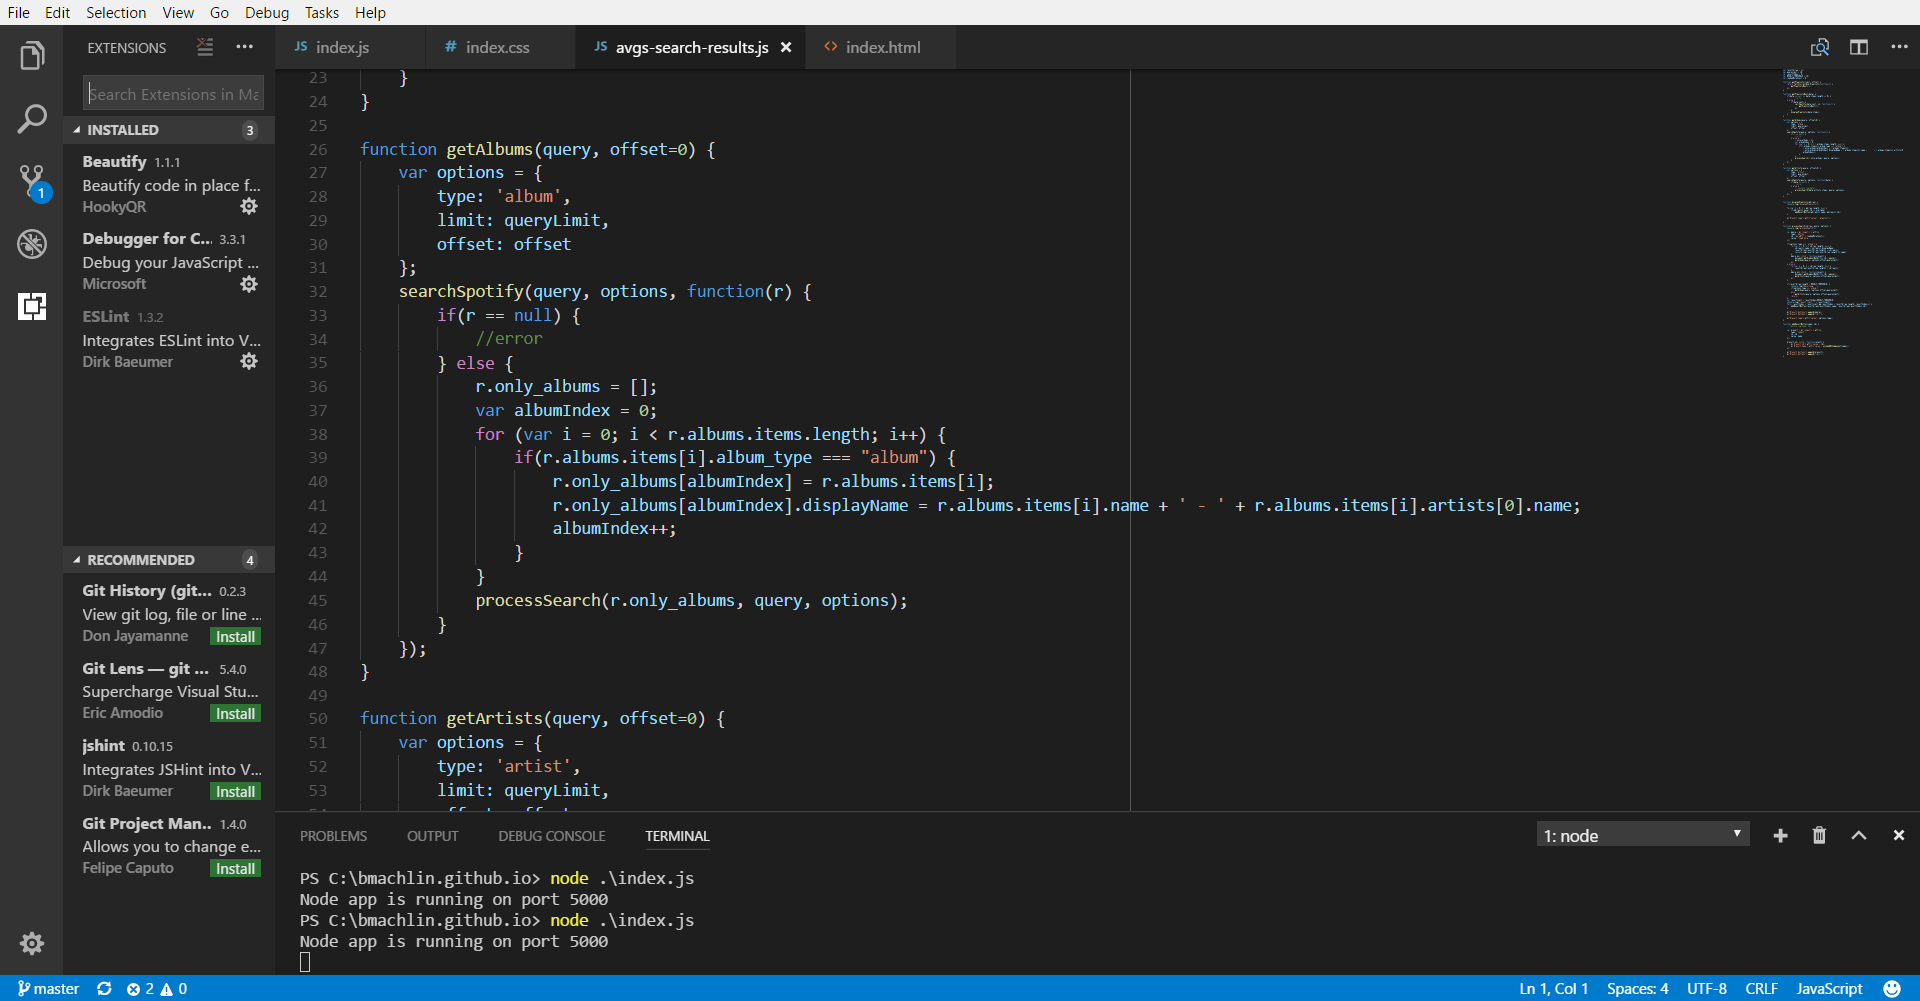 File Edit Selection View Go Debug Tasks Help
EXTENSIONS
Search Extensions in Ma
INSTALLED 3
Beautify 1.1.1
Beautify code in place f...
HookyQR
Debugger for C... 3.3.1
Debug your JavaScript ...
Microsoft
ESLint 1.3.2
Integrates ESLint into V...
Dirk Baeumer
RECOMMENDED 4
Git History (git... 0.2.3
View git log, file or line ...
Don Jayamanne Install
Git Lens — git ... 5.4.0
Supercharge Visual Stu...
Eric Amodio Install
jshint 0.10.15
Integrates JSHint into V...
Dirk Baeumer Install
Git Project Man.. 1.4.0
Allows you to change e...
Felipe Caputo Install
1
JS index.js # index.css JS avgs-search-results.js <> index.html
23 }
24 }
25
26 function getAlbums(query, offset=0) {
27 var options = {
28 type: 'album',
29 limit: queryLimit,
30 offset: offset
31 };
32 searchSpotify(query, options, function(r) {
33 if(r == null) {
34 //error
35 } else {
36 r.only_albums = [];
37 var albumIndex = 0;
38 for (var i = 0; i < r.albums.items.length; i++) {
39 if(r.albums.items[i].album_type === "album") {
40 r.only_albums[albumIndex] = r.albums.items[i];
41 r.only_albums[albumIndex].displayName = r.albums.items[i].name + ' - ' + r.albums.items[i].artists[0].name;
42 albumIndex++;
43 }
44 }
45 processSearch(r.only_albums, query, options);
46 }
47 });
48 }
49
50 function getArtists(query, offset=0) {
51 var options = {
52 type: 'artist',
53 limit: queryLimit,
PROBLEMS OUTPUT DEBUG CONSOLE TERMINAL 1: node
PS C:\bmachlin.github.io> node .\index.js
Node app is running on port 5000
PS C:\bmachlin.github.io> node .\index.js
Node app is running on port 5000
master 2 0 Ln 1, Col 1 Spaces: 4 UTF-8 CRLF JavaScript